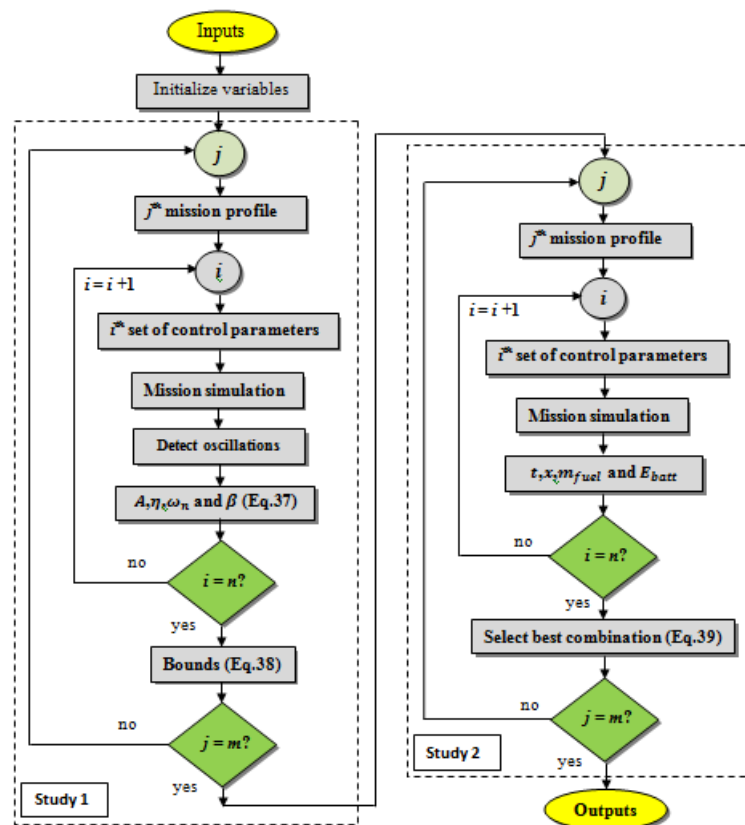 Inputs
Initialize variables
j
jᵗʰ mission profile
i
i = i +1
iᵗʰ set of control parameters
Mission simulation
Detect oscillations
A,η,ωₙ and β (Eq.37)
no
i = n?
yes
Bounds (Eq.38)
no
j = m?
yes
Study 1
j
jᵗʰ mission profile
i
i = i +1
iᵗʰ set of control parameters
Mission simulation
t,x,m_fuel and E_batt
no
i = n?
yes
Select best combination (Eq.39)
no
j = m?
yes
Study 2
Outputs